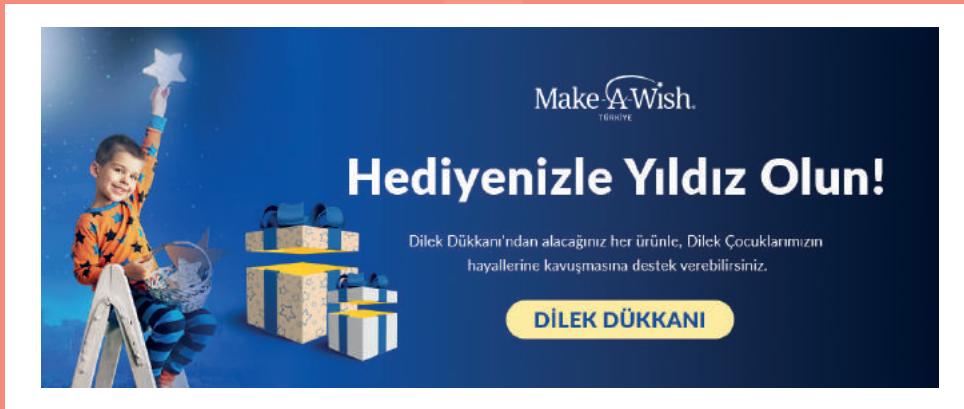 Make-A-Wish.
TÜRKİYE
Hediyenizle Yıldız Olun!
Dilek Dükkanı'ndan alacağınız her ürünle, Dilek Çocuklarımızın
hayallerine kavuşmasına destek verebilirsiniz.
DİLEK DÜKKANI